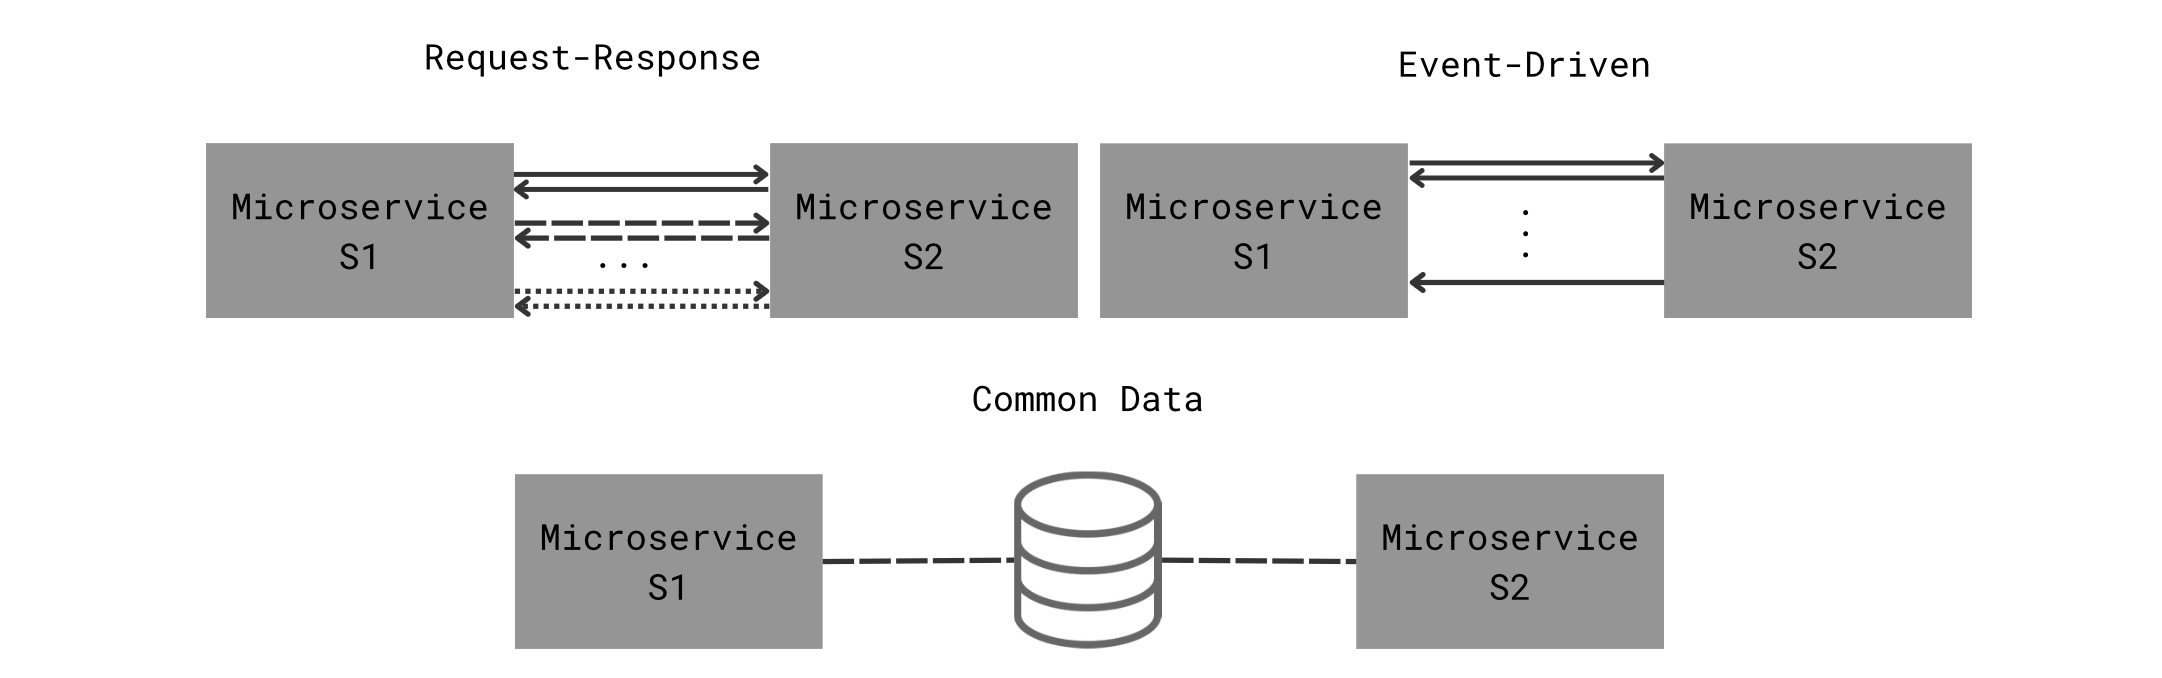 Request-Response
Event-Driven
Microservice
S1
Microservice
S2
...
Microservice
S1
Microservice
S2
Common Data
Microservice
S1
Microservice
S2